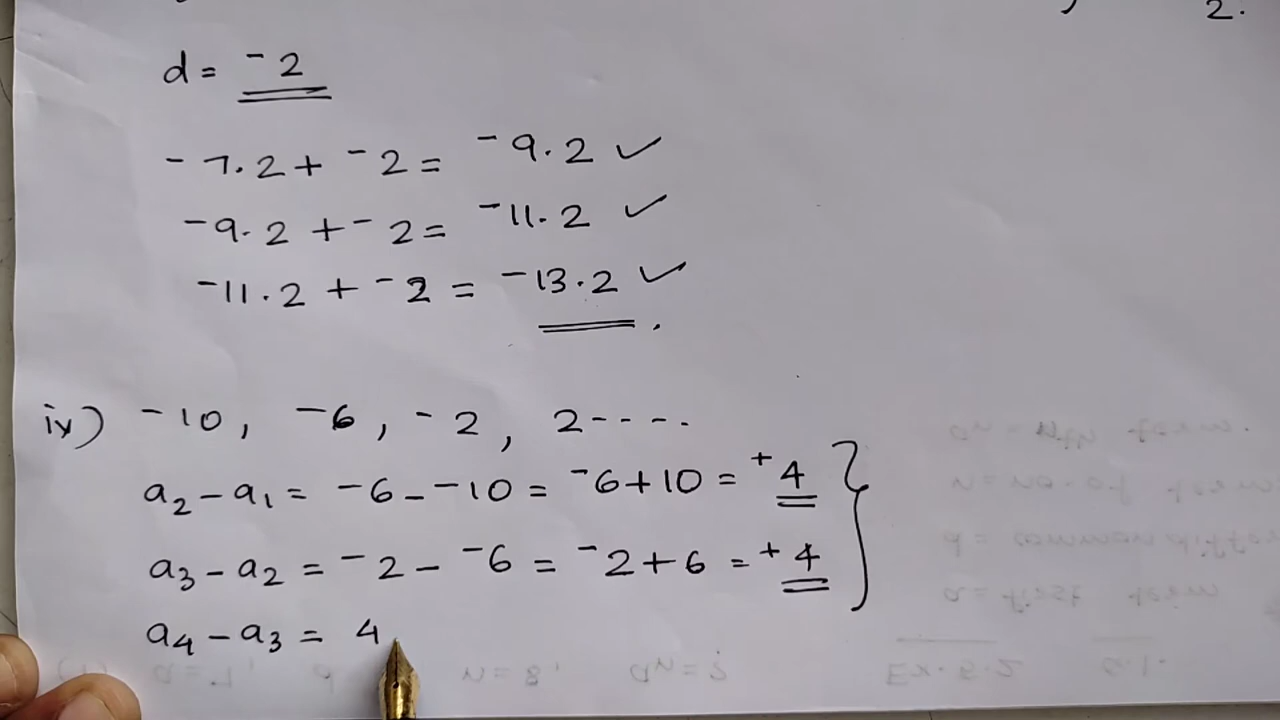 2.
d = -2
-7.2 + -2 = -9.2 ✓
-9.2 + -2 = -11.2 ✓
-11.2 + -2 = -13.2 ✓
iv) -10, -6, -2, 2----.
a2 - a1 = -6 - -10 = -6 + 10 = +4
a3 - a2 = -2 - -6 = -2 + 6 = +4
a4 - a3 = 4